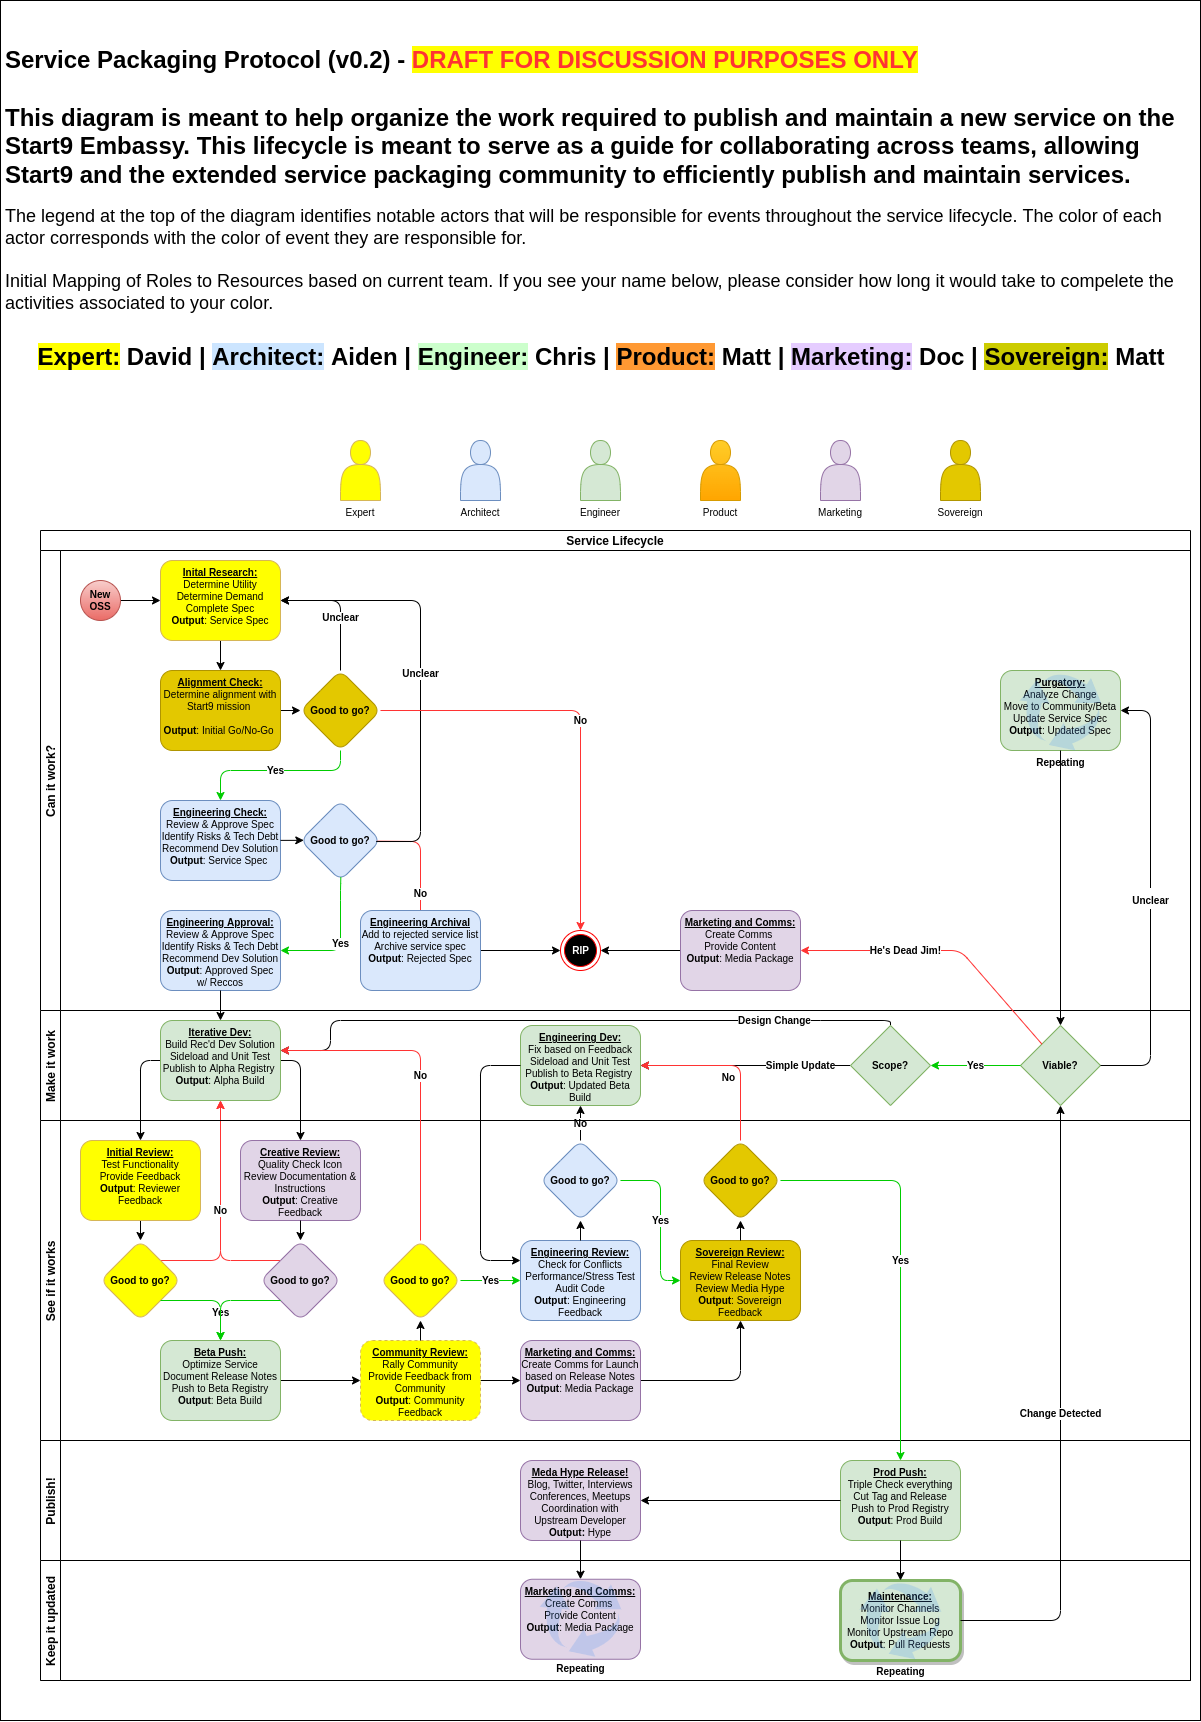 Service Packaging Protocol (v0.2) - DRAFT FOR DISCUSSION PURPOSES ONLY
This diagram is meant to help organize the work required to publish and maintain a new service on the
Start9 Embassy. This lifecycle is meant to serve as a guide for collaborating across teams, allowing
Start9 and the extended service packaging community to efficiently publish and maintain services.
The legend at the top of the diagram identifies notable actors that will be responsible for events throughout the service lifecycle. The color of each
actor corresponds with the color of event they are responsible for.
Initial Mapping of Roles to Resources based on current team. If you see your name below, please consider how long it would take to compelete the
activities associated to your color.
Expert: David | Architect: Aiden | Engineer: Chris | Product: Matt | Marketing: Doc | Sovereign: Matt
Expert
Architect
Engineer
Product
Marketing
Sovereign
Service Lifecycle
Can it work?
New
OSS
Inital Research:
Determine Utility
Determine Demand
Complete Spec
Output: Service Spec
Unclear
Unclear
Alignment Check:
Determine alignment with
Start9 mission
Output: Initial Go/No-Go
Good to go?
No
Yes
Purgatory:
Analyze Change
Move to Community/Beta
Update Service Spec
Output: Updated Spec
Repeating
Engineering Check:
Review & Approve Spec
Identify Risks & Tech Debt
Recommend Dev Solution
Output: Service Spec
Good to go?
No
Yes
Unclear
Engineering Approval:
Review & Approve Spec
Identify Risks & Tech Debt
Recommend Dev Solution
Output: Approved Spec
w/ Reccos
Engineering Archival
Add to rejected service list
Archive service spec
Output: Rejected Spec
RIP
Marketing and Comms:
Create Comms
Provide Content
Output: Media Package
He's Dead Jim!
Make it work
Iterative Dev:
Build Rec'd Dev Solution
Sideload and Unit Test
Publish to Alpha Registry
Output: Alpha Build
No
Engineering Dev:
Fix based on Feedback
Sideload and Unit Test
Publish to Beta Registry
Output: Updated Beta
Build
Design Change
Simple Update
No
Scope?
Yes
Viable?
See if it works
Initial Review:
Test Functionality
Provide Feedback
Output: Reviewer
Feedback
Creative Review:
Quality Check Icon
Review Documentation &
Instructions
Output: Creative
Feedback
No
No
Good to go?
Yes
Good to go?
Yes
Engineering Review:
Check for Conflicts
Performance/Stress Test
Audit Code
Output: Engineering
Feedback
Sovereign Review:
Final Review
Review Release Notes
Review Media Hype
Output: Sovereign
Feedback
Yes
Good to go?
Good to go?
Yes
Good to go?
Yes
Beta Push:
Optimize Service
Document Release Notes
Push to Beta Registry
Output: Beta Build
Community Review:
Rally Community
Provide Feedback from
Community
Output: Community
Feedback
Marketing and Comms:
Create Comms for Launch
based on Release Notes
Output: Media Package
Change Detected
Publish!
Meda Hype Release!
Blog, Twitter, Interviews
Conferences, Meetups
Coordination with
Upstream Developer
Output: Hype
Prod Push:
Triple Check everything
Cut Tag and Release
Push to Prod Registry
Output: Prod Build
Keep it updated
Marketing and Comms:
Create Comms
Provide Content
Output: Media Package
Repeating
Maintenance:
Monitor Channels
Monitor Issue Log
Monitor Upstream Repo
Output: Pull Requests
Repeating